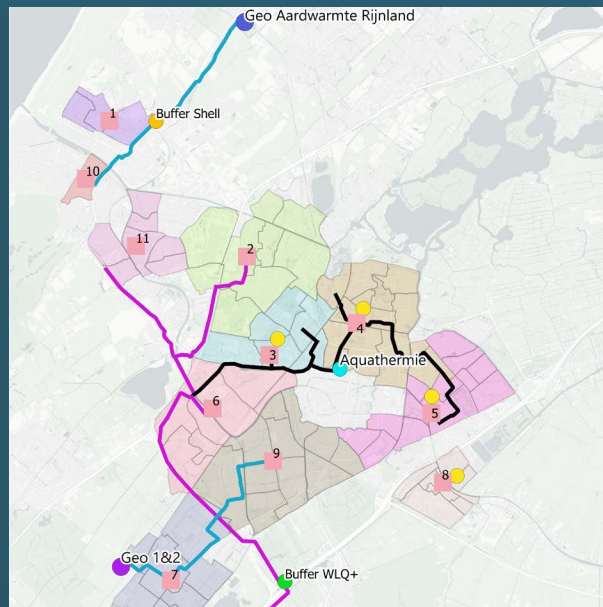 Geo Aardwarmte Rijnland
Buffer Shell
1
10
11
2
4
3
Aquathermie
6
5
9
8
Geo 1&2
7
Buffer WLQ+